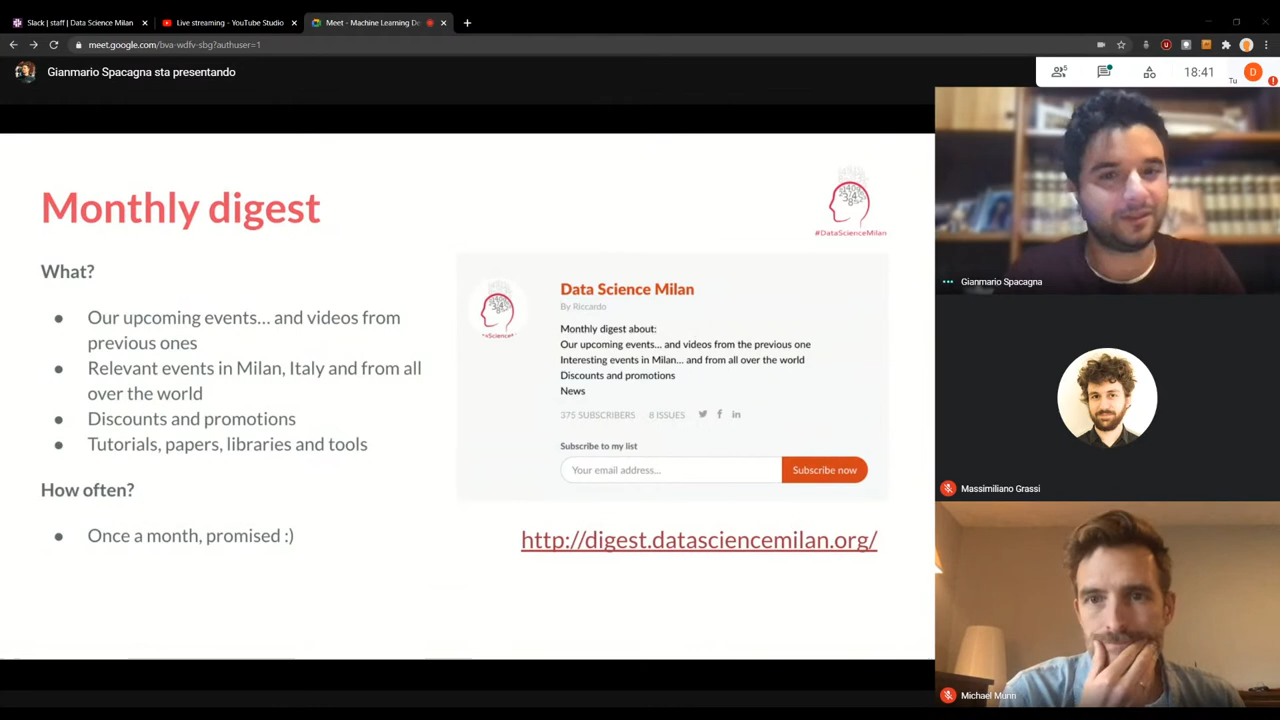 Slack | staff | Data Science Milan
Live streaming - YouTube Studio
Meet - Machine Learning De
meet.google.com/bva-wdfv-sbg?authuser=1
Gianmario Spacagna sta presentando
5
18:41
Tu
D
Monthly digest
#DataScienceMilan
What?
● Our upcoming events... and videos from
previous ones
● Relevant events in Milan, Italy and from all
over the world
● Discounts and promotions
● Tutorials, papers, libraries and tools
How often?
● Once a month, promised :)
Data Science Milan
By Riccardo
Monthly digest about:
Our upcoming events... and videos from the previous one
Interesting events in Milan... and from all over the world
Discounts and promotions
News
375 SUBSCRIBERS 8 ISSUES
Subscribe to my list
Your email address...
Subscribe now
http://digest.datasciencemilan.org/
Gianmario Spacagna
Massimiliano Grassi
Michael Munn